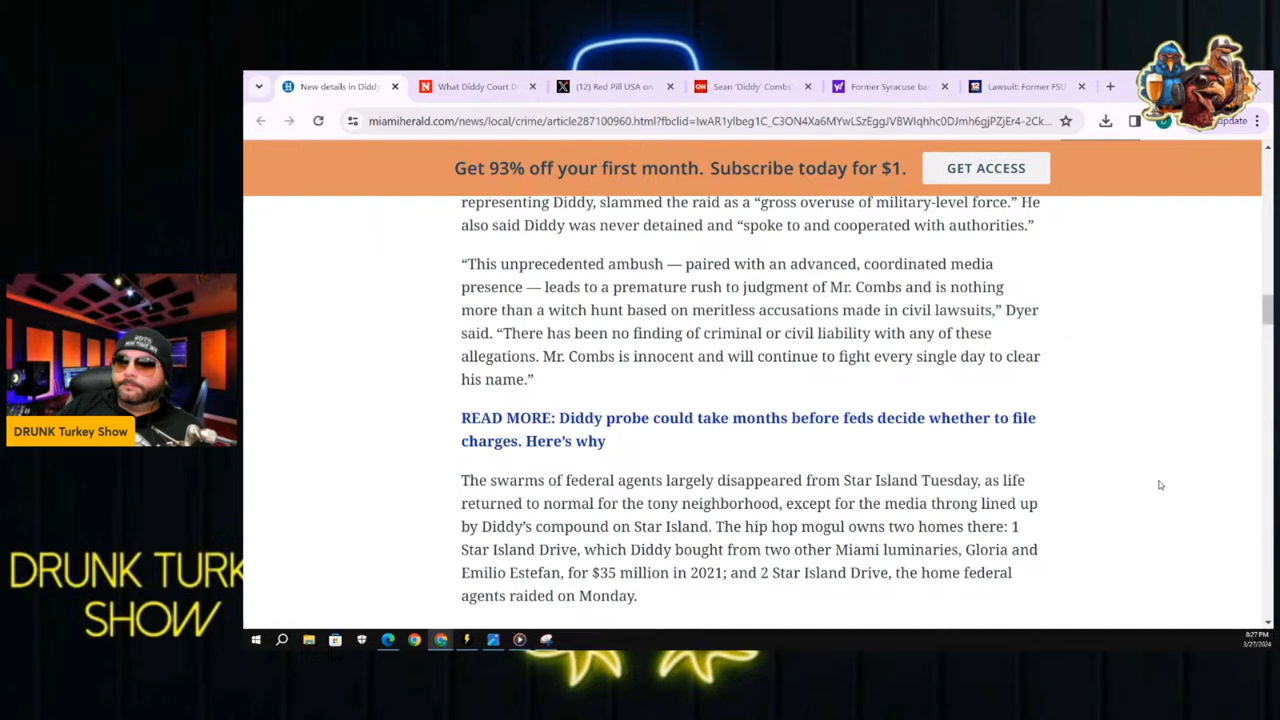 New details in Diddy
What Diddy Court D
(12) Red Pill USA on
Sean 'Diddy' Combs
Former Syracuse ba
Lawsuit: Former FSU
miamiherald.com/news/local/crime/article287100960.html?fbclid=IwAR1ylbeg1C_C3ON4Xa6MYwLSzEggJVBWIqhhc0DJmh6gjPZjEr4-2Ck...
update
Get 93% off your first month. Subscribe today for $1.
GET ACCESS
representing Diddy, slammed the raid as a “gross overuse of military-level force.” He
also said Diddy was never detained and “spoke to and cooperated with authorities.”
“This unprecedented ambush — paired with an advanced, coordinated media
presence — leads to a premature rush to judgment of Mr. Combs and is nothing
more than a witch hunt based on meritless accusations made in civil lawsuits,” Dyer
said. “There has been no finding of criminal or civil liability with any of these
allegations. Mr. Combs is innocent and will continue to fight every single day to clear
his name.”
READ MORE: Diddy probe could take months before feds decide whether to file
charges. Here’s why
The swarms of federal agents largely disappeared from Star Island Tuesday, as life
returned to normal for the tony neighborhood, except for the media throng lined up
by Diddy’s compound on Star Island. The hip hop mogul owns two homes there: 1
Star Island Drive, which Diddy bought from two other Miami luminaries, Gloria and
Emilio Estefan, for $35 million in 2021; and 2 Star Island Drive, the home federal
agents raided on Monday.
DRUNK Turkey Show
DRUNK TURK
SHOW
8:27 PM
3/27/2024